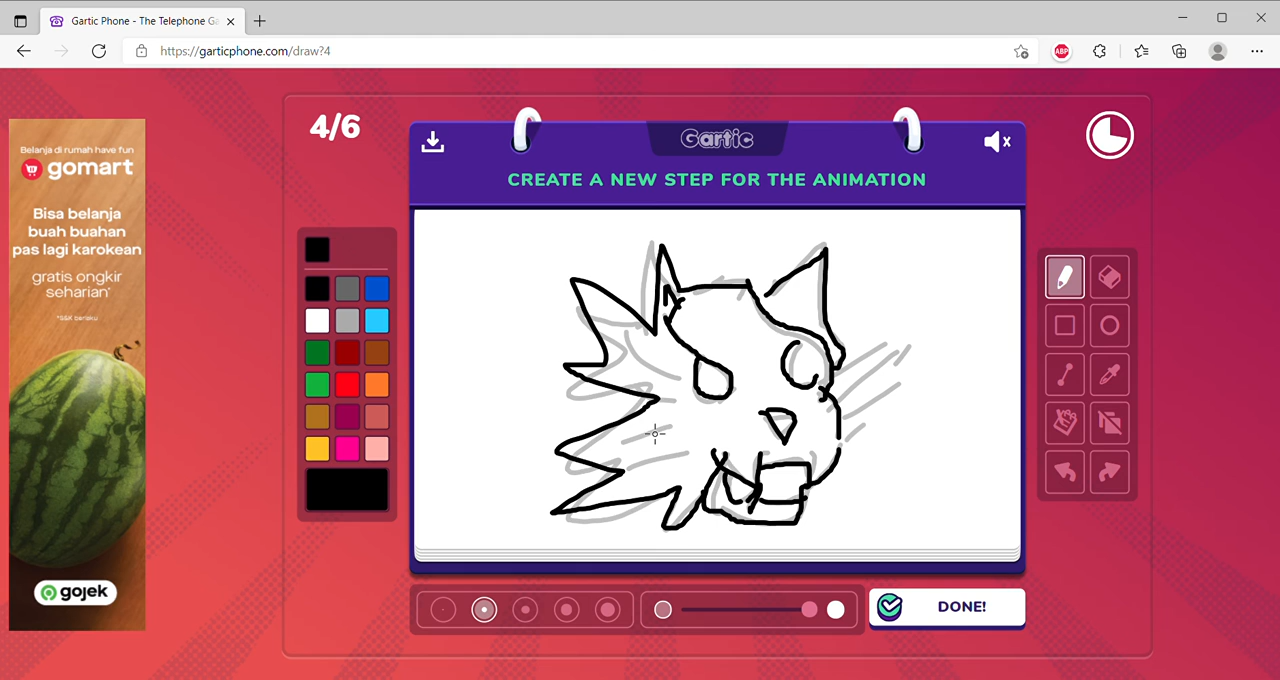 Gartic Phone - The Telephone Ga
https://garticphone.com/draw?4
ABP
4/6
Gartic
CREATE A NEW STEP FOR THE ANIMATION
Belanja di rumah have fun
gomart
Bisa belanja
buah buahan
pas lagi karokean
gratis ongkir
seharian*
*S&K berlaku
gojek
DONE!